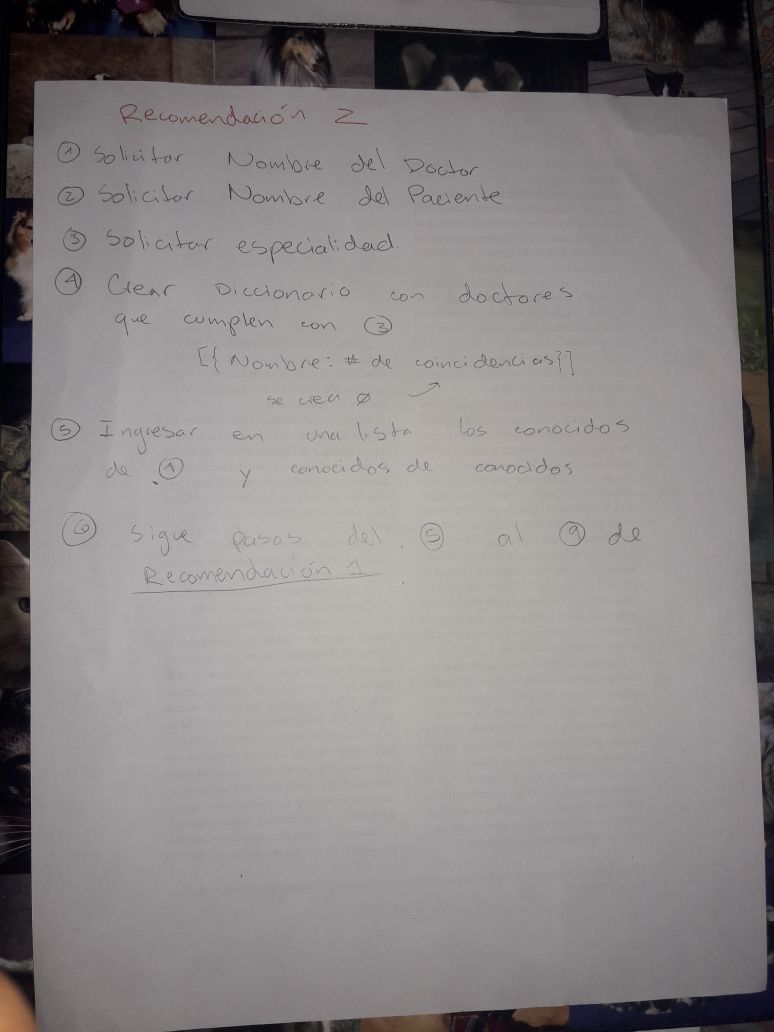 Recomendación 2
① Solicitar Nombre del Doctor
② Solicitar Nombre del Paciente
③ Solicitar especialidad.
④ Crear Diccionario con doctores
que cumplen con ③
[{Nombre: # de coincidencias}]
se crea ∅
⑤ Ingresar en una lista los conocidos
de ① y conocidos de conocidos
⑥ Sigue pasos del ⑤ al ⑨ de
Recomendación 1